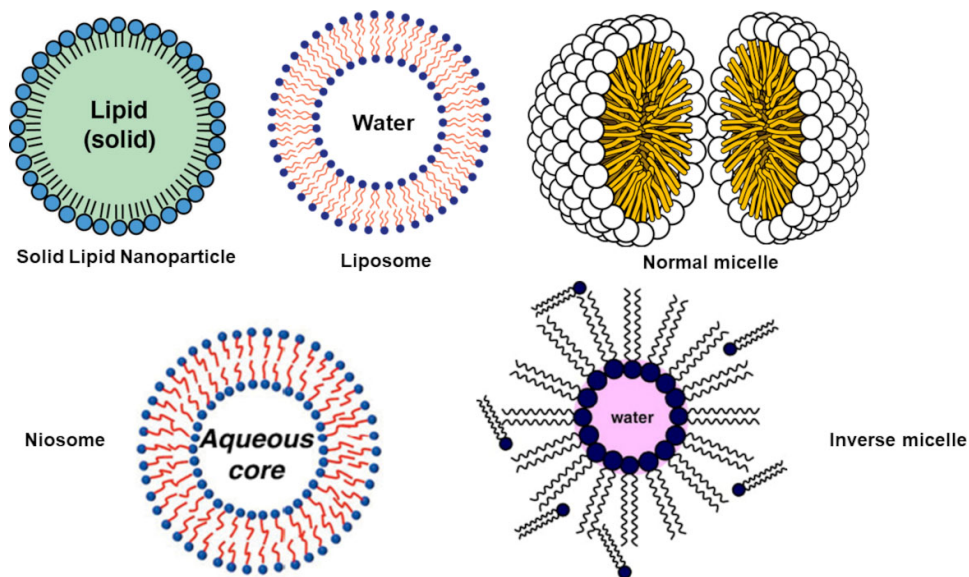 Lipid
(solid)
Water
Solid Lipid Nanoparticle
Liposome
Normal micelle
Niosome
Aqueous
core
water
Inverse micelle